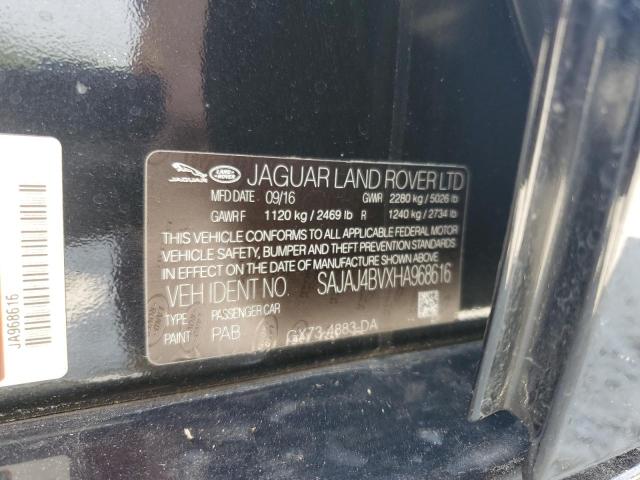 JAGUAR LAND ROVER JAGUAR LAND ROVER LTD
MFD DATE 09/16 GWR 2280 kg / 5026 lb
GAWR F 1120 kg / 2469 lb R 1240 kg / 2734 lb
THIS VEHICLE CONFORMS TO ALL APPLICABLE FEDERAL MOTOR
VEHICLE SAFETY, BUMPER AND THEFT PREVENTION STANDARDS
IN EFFECT ON THE DATE OF MANUFACTURE SHOWN ABOVE.
VEH IDENT NO. SAJAJ4BVXHA968616
TYPE PASSENGER CAR
PAINT PAB GX73-4883-DA
JA968616